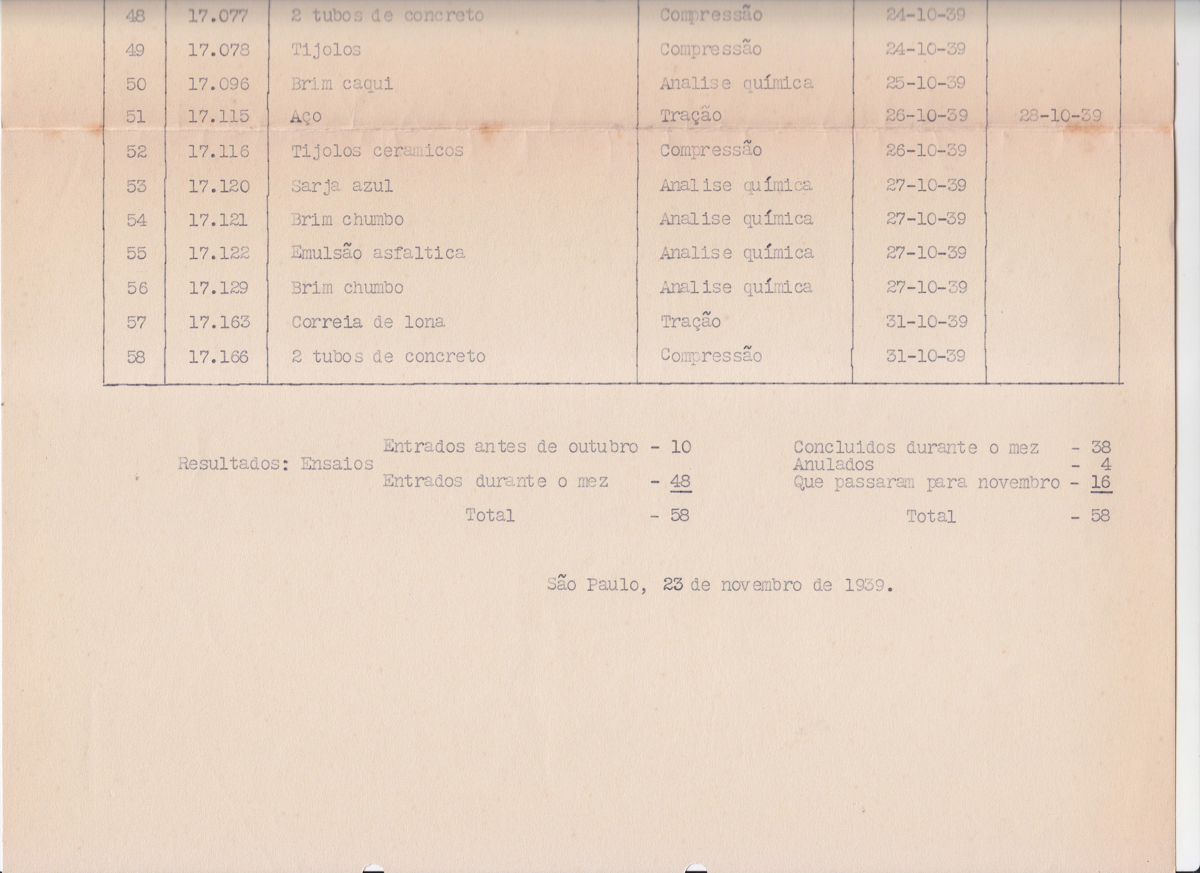 48 17.077 2 tubos de concreto Compressão 24-10-39
49 17.078 Tijolos Compressão 24-10-39
50 17.096 Brim caqui Analise química 25-10-39
51 17.115 Aço Tração 26-10-39 28-10-39
52 17.116 Tijolos ceramicos Compressão 26-10-39
53 17.120 Sarja azul Analise química 27-10-39
54 17.121 Brim chumbo Analise química 27-10-39
55 17.122 Emulsão asfaltica Analise química 27-10-39
56 17.129 Brim chumbo Analise química 27-10-39
57 17.163 Correia de lona Tração 31-10-39
58 17.166 2 tubos de concreto Compressão 31-10-39
Resultados: Ensaios
Entrados antes de outubro - 10
Entrados durante o mez - 48
Total - 58
Concluidos durante o mez - 38
Anulados - 4
Que passaram para novembro - 16
Total - 58
São Paulo, 23 de novembro de 1939.